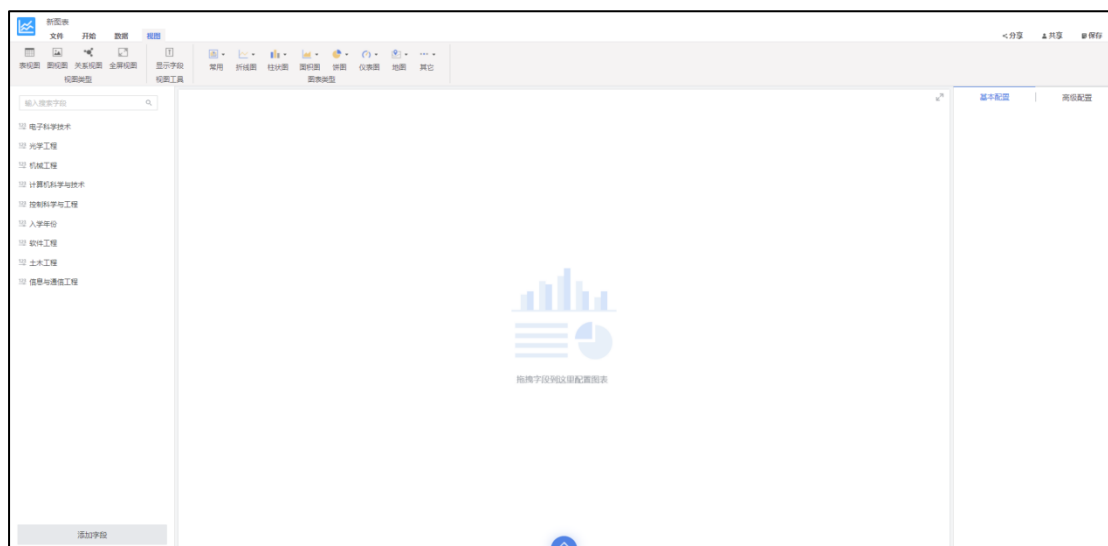 新图表
文件 开始 数据 视图
分享 共享 保存
表视图 图视图 关系视图 全屏视图 显示字段 常用 折线图 柱状图 面积图 饼图 仪表图 地图 其它
视图类型 视图工具 图表类型
输入搜索字段
基本配置 高级配置
电子科学技术
光学工程
机械工程
计算机科学与技术
控制科学与工程
入学年份
软件工程
土木工程
信息与通信工程
拖拽字段到这里配置图表
添加字段